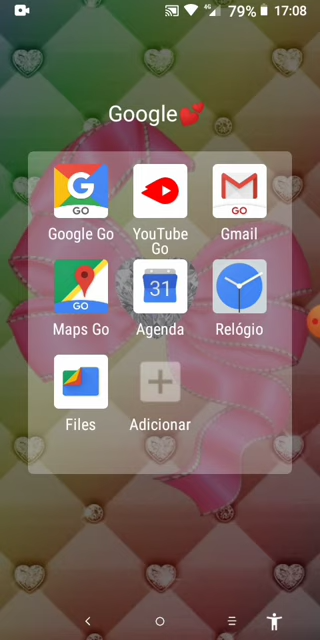 4G 79% 17:08
Google💕
G
GO
GO
Google Go
YouTube
Go
Gmail
GO
31
Maps Go
Agenda
Relógio
Files
Adicionar